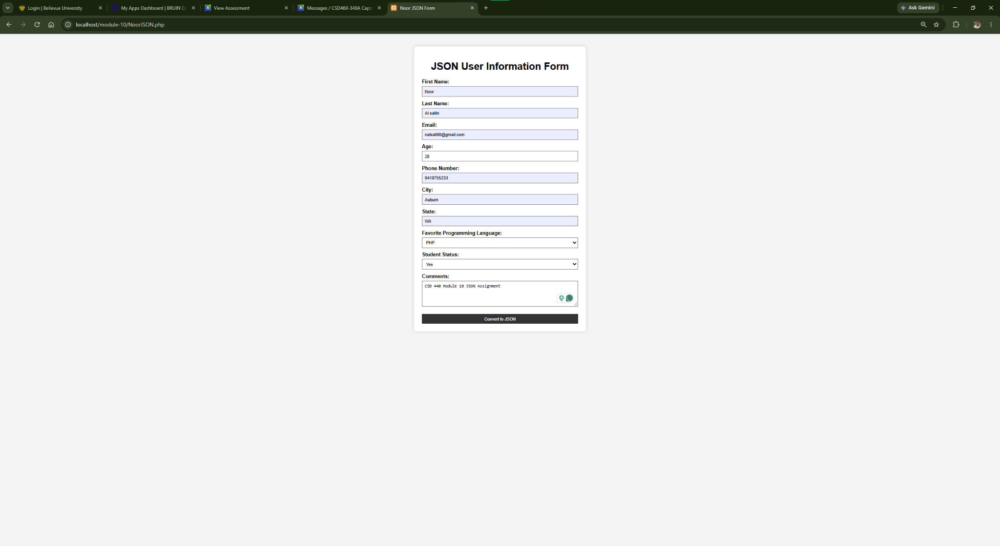 Login | Bellevue University
My Apps Dashboard | BRUIN Co
View Assessment
Messages / CSD460-340A Caps
Noor JSON Form
Ask Gemini
localhost/module-10/NoorJSON.php
JSON User Information Form
First Name:
Noor
Last Name:
Al salihi
Email:
nalsali98@gmail.com
Age:
28
Phone Number:
9418755233
City:
Auburn
State:
WA
Favorite Programming Language:
PHP
Student Status:
Yes
Comments:
CSD 440 Module 10 JSON Assignment
Convert to JSON